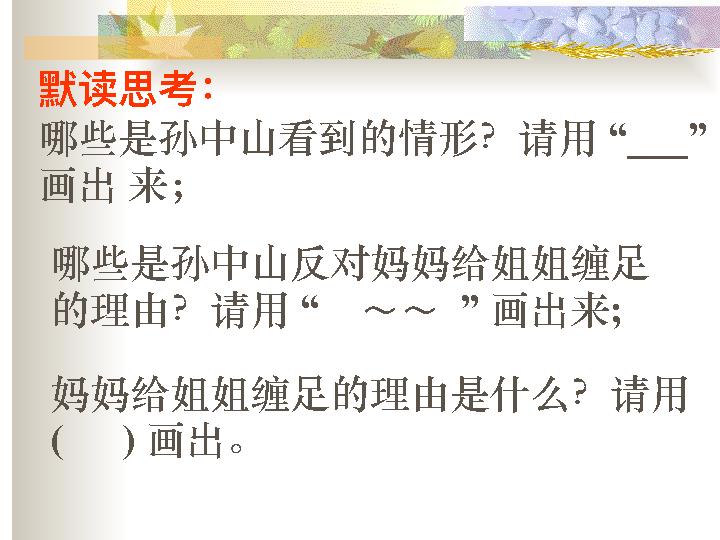 默读思考：
哪些是孙中山看到的情形？请用“___”
画出 来；
哪些是孙中山反对妈妈给姐姐缠足
的理由？请用“ ～～ ”画出来;
妈妈给姐姐缠足的理由是什么？请用
( ) 画出。